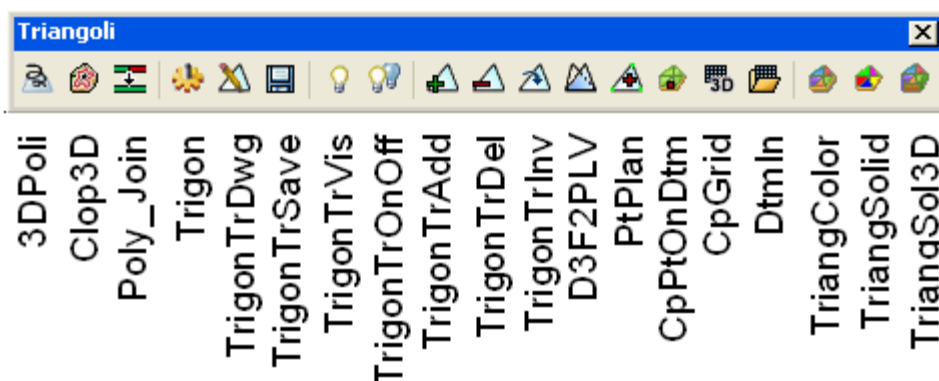 Triangoli
3D
3DPoli
Clop3D
Poly_Join
Trigon
TrigonTrDwg
TrigonTrSave
TrigonTrVis
TrigonTrOnOff
TrigonTrAdd
TrigonTrDel
TrigonTrInv
D3F2PLV
PtPlan
CpPtOnDtm
CpGrid
DtmIn
TriangColor
TriangSolid
TriangSol3D